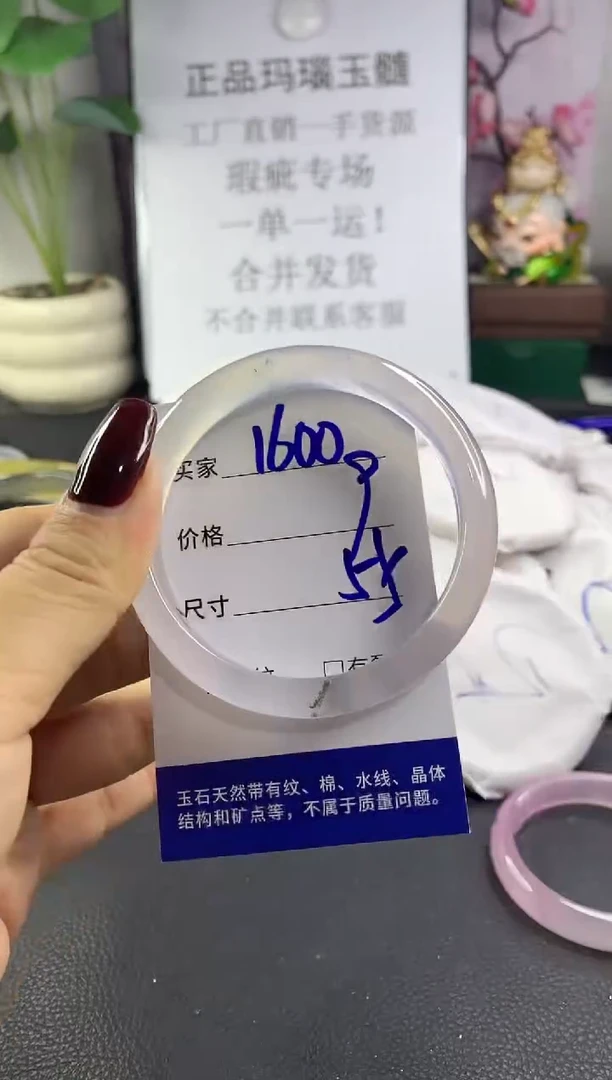 正品玛瑙玉髓
工厂直销一手货源
瑕疵专场
一单一运！
合并发货
不合并联系客服
买家 1600
价格
尺寸
玉石天然带有纹、棉、水线、晶体
结构和矿点等，不属于质量问题。